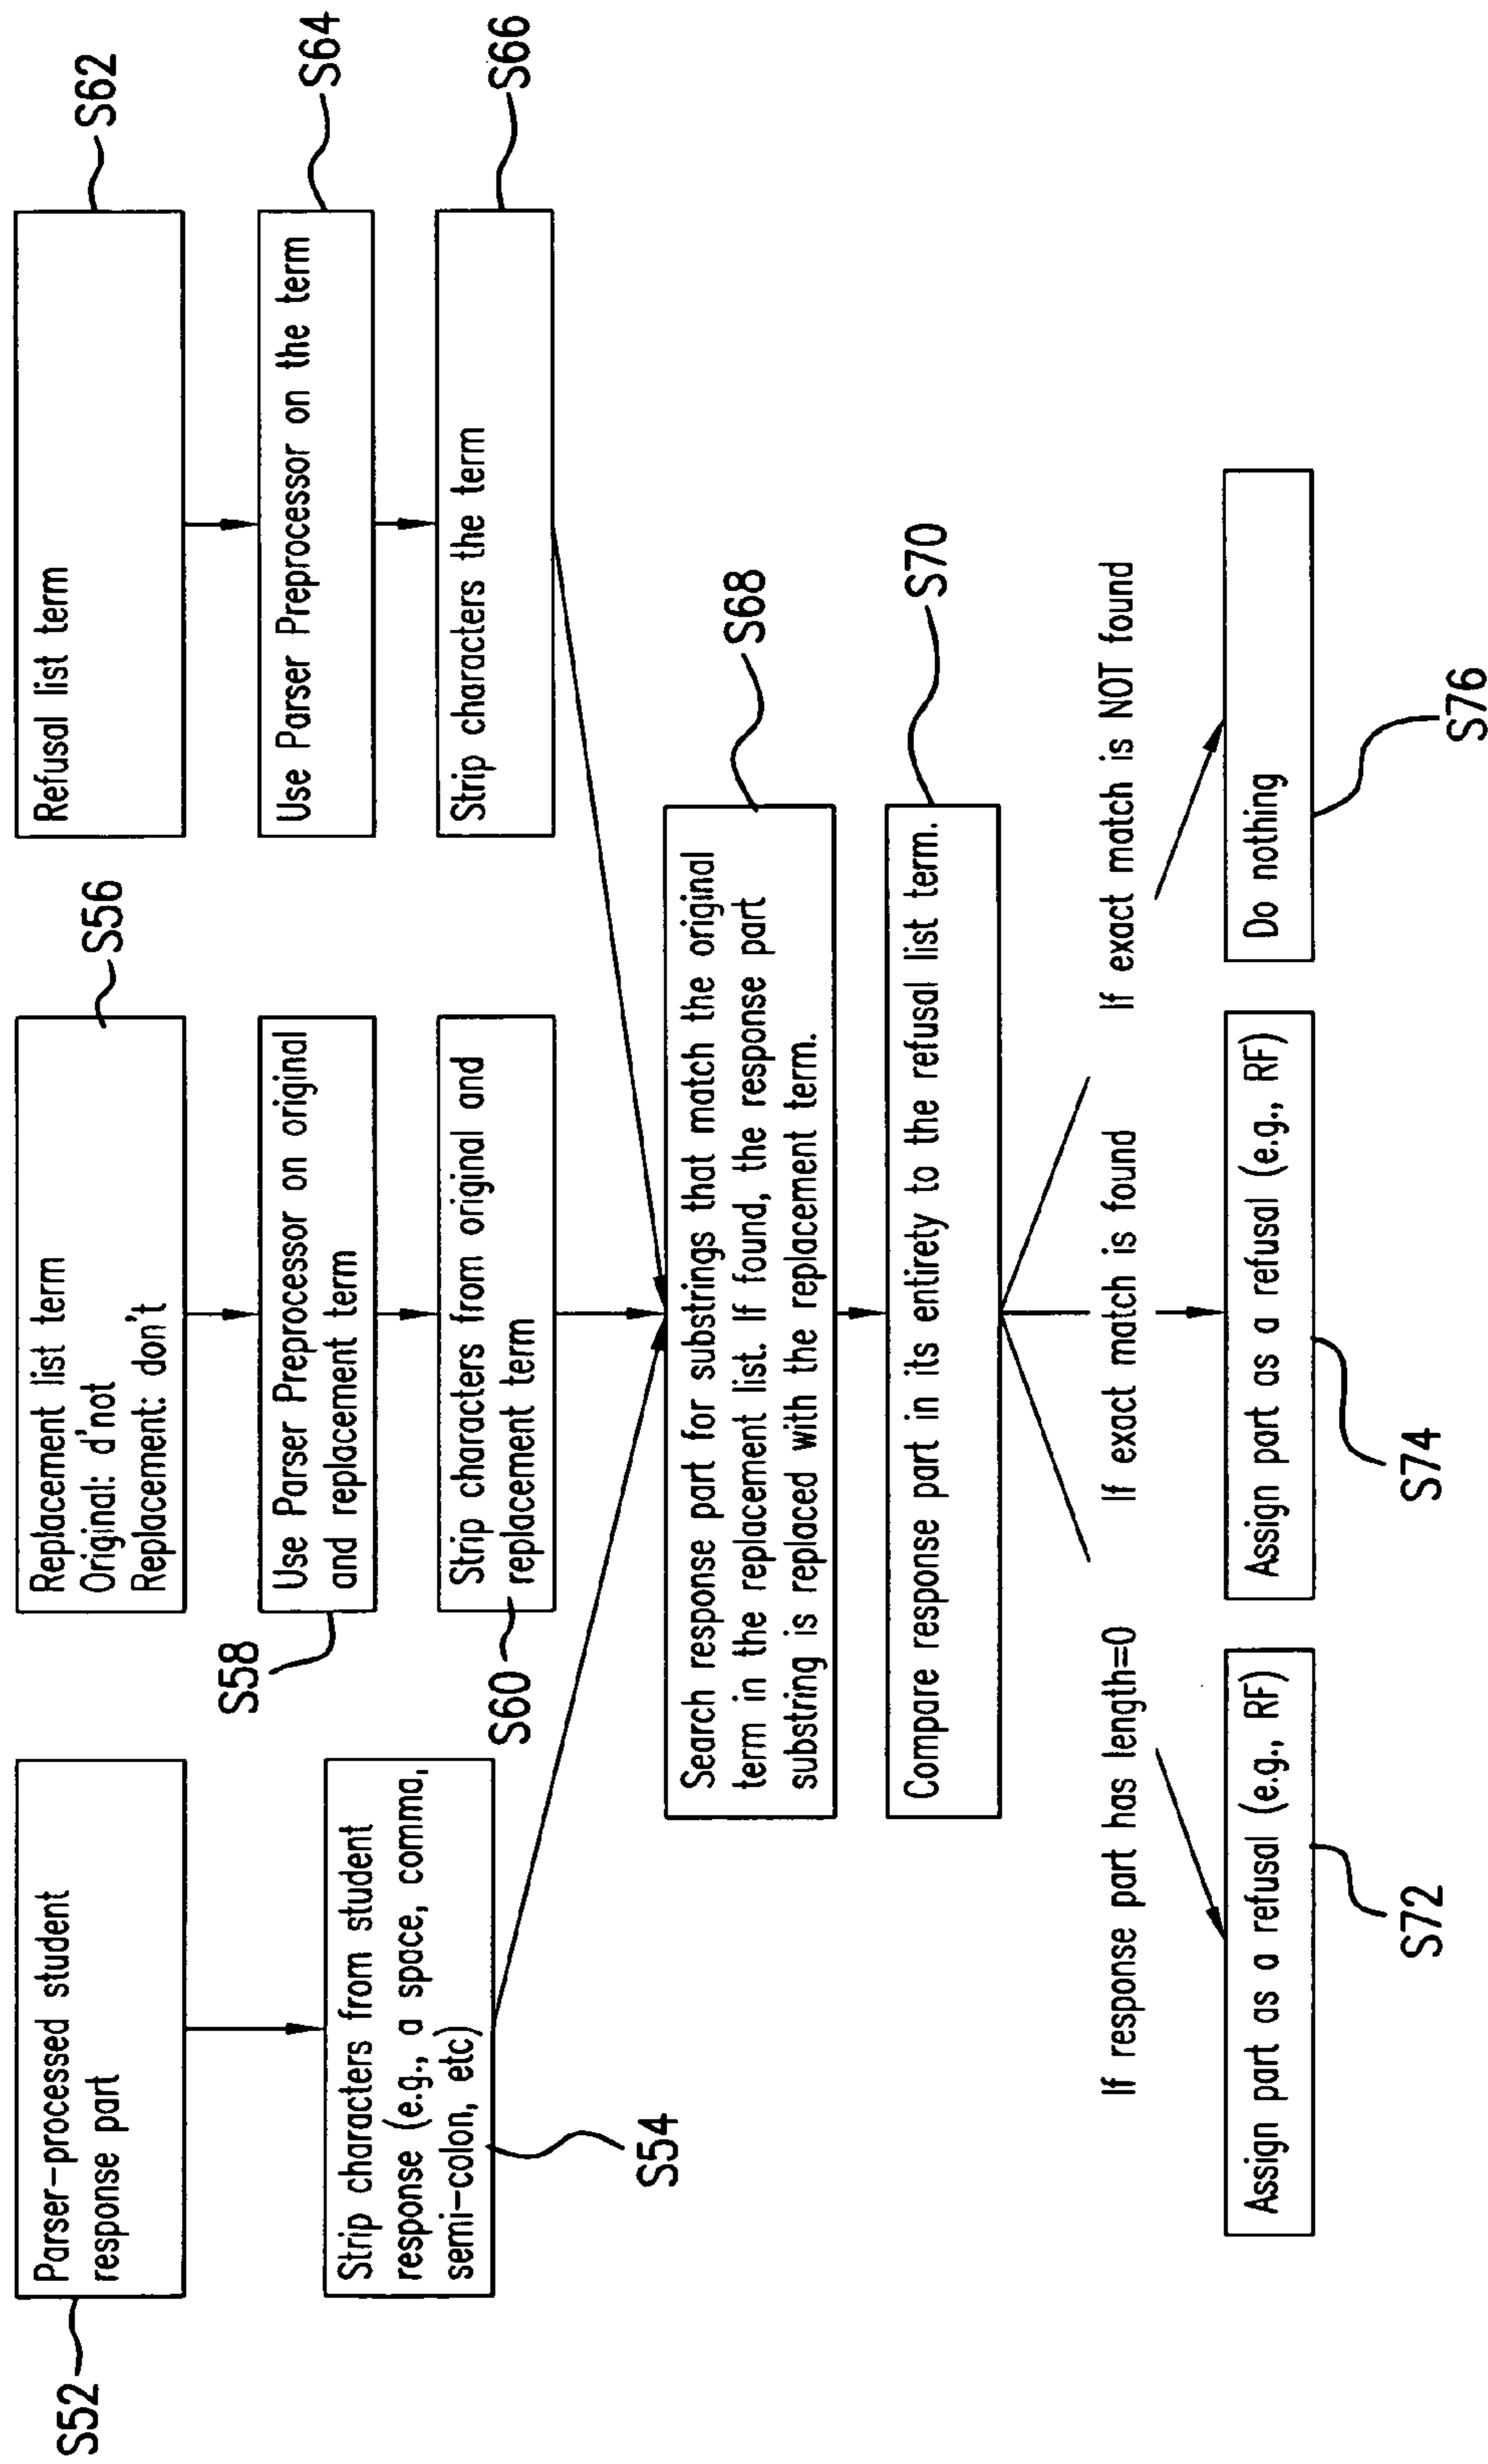 S52
Parser-processed student
response part
Strip characters from student
response (e.g., a space, comma,
semi-colon, etc)
S54
Replacement list term
Original: d'not
Replacement: don't
S56
S58
Use Parser Preprocessor on original
and replacement term
S60
Strip characters from original and
replacement term
Refusal list term
S62
Use Parser Preprocessor on the term
S64
Strip characters the term
S66
Search response part for substrings that match the original
term in the replacement list. If found, the response part
substring is replaced with the replacement term.
S68
Compare response part in its entirety to the refusal list term.
S70
If response part has length=0
If exact match is found
If exact match is NOT found
Assign part as a refusal (e.g., RF)
S72
Assign part as a refusal (e.g., RF)
S74
Do nothing
S76